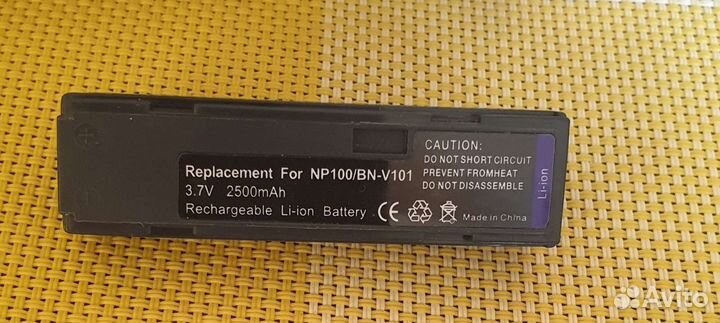 Replacement For NP100/BN-V101
3.7V 2500mAh
Rechargeable Li-ion Battery
CE
Made in China
CAUTION:
DO NOT SHORT CIRCUIT
PREVENT FROMHEAT
DO NOT DISASSEMBLE
Li-ion
Avito